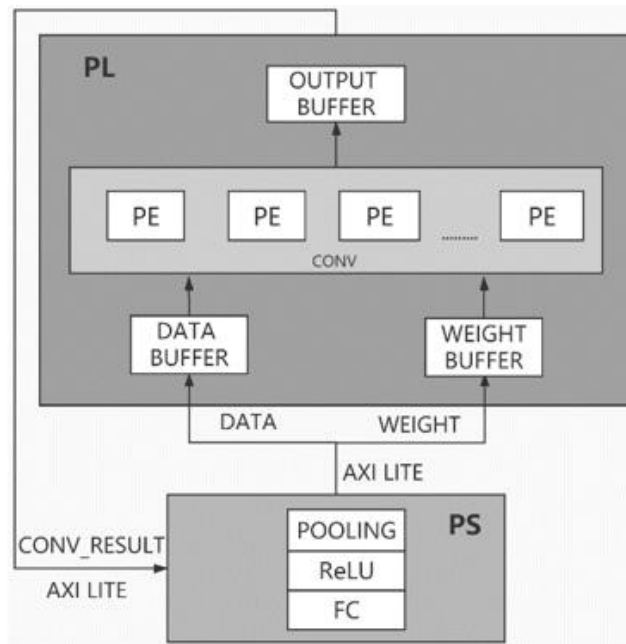 PL
OUTPUT
BUFFER
PE
PE
PE
.........
PE
CONV
DATA
BUFFER
WEIGHT
BUFFER
DATA
WEIGHT
AXI LITE
PS
POOLING
ReLU
FC
CONV_RESULT
AXI LITE